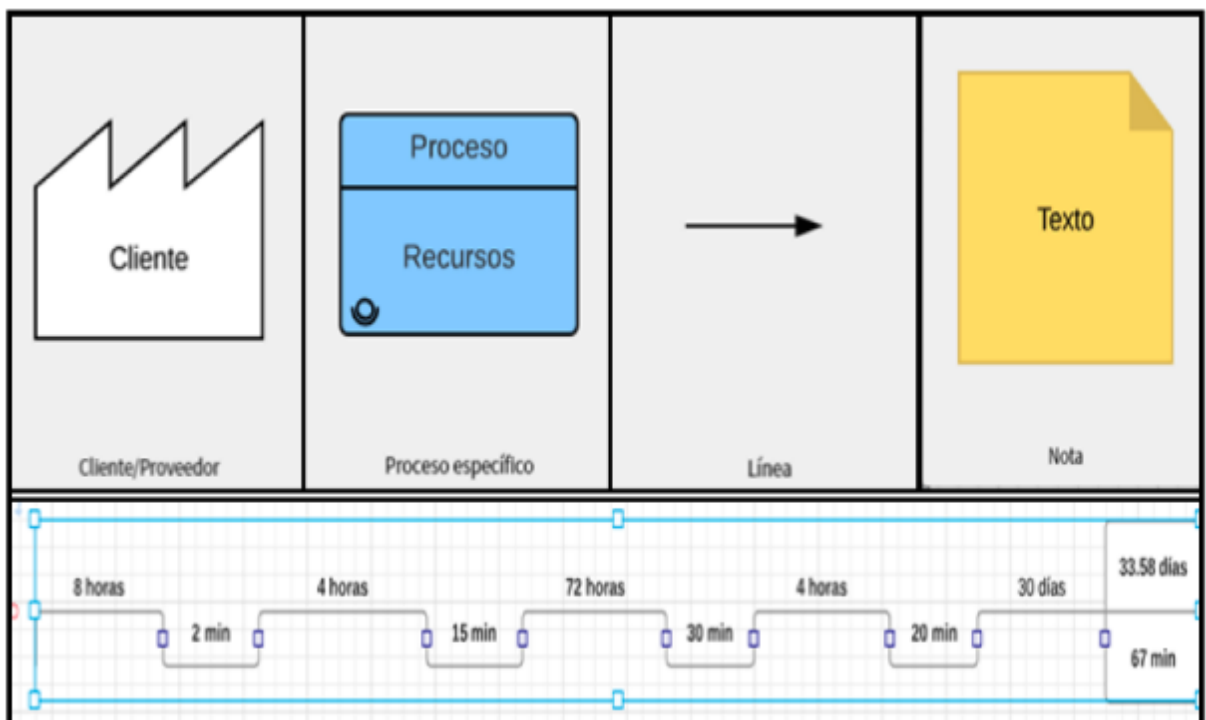 Cliente
Proceso
Recursos
Texto
Cliente/Proveedor
Proceso específico
Línea
Nota
8 horas
4 horas
72 horas
4 horas
30 días
33.58 dias
2 min
15 min
30 min
20 min
67 min